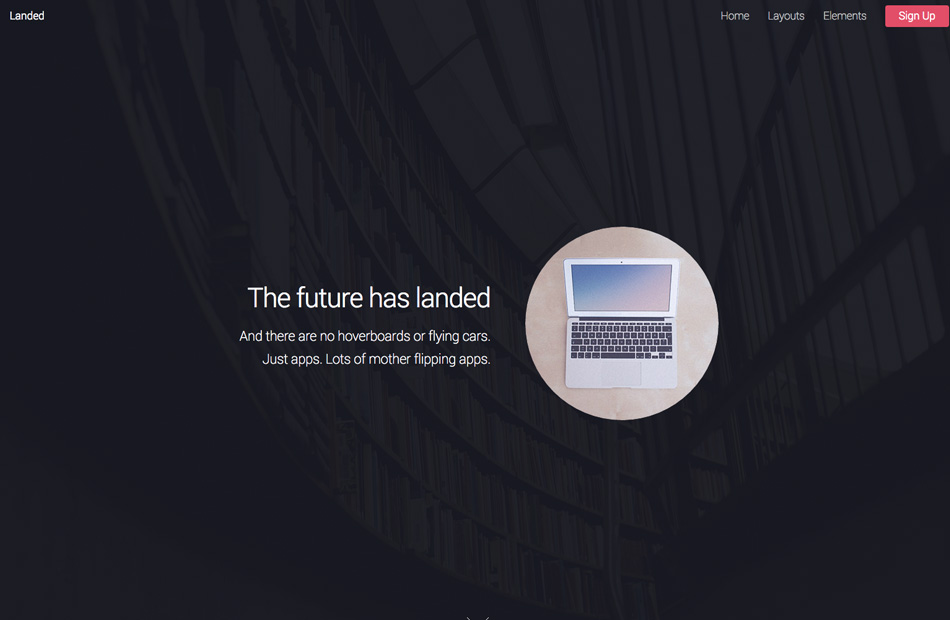 Landed
Home Layouts Elements Sign Up
The future has landed
And there are no hoverboards or flying cars.
Just apps. Lots of mother flipping apps.